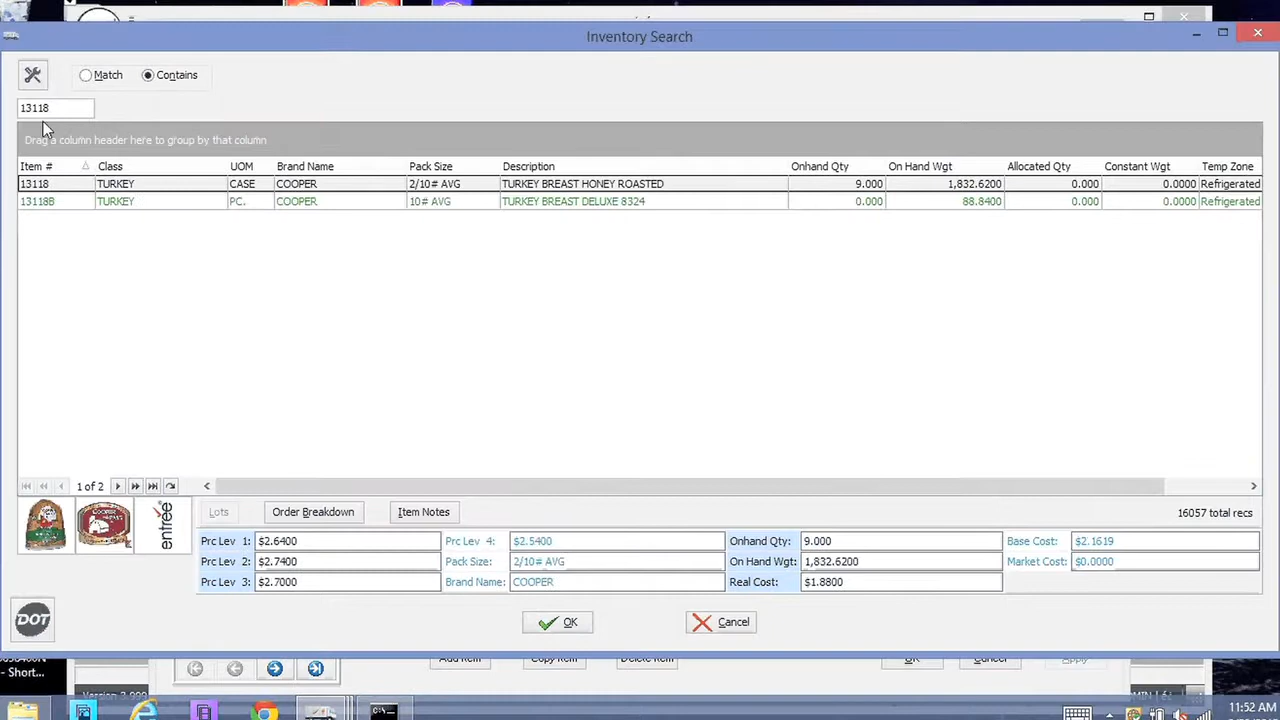 Inventory Search
Match Contains
13118
Drag a column header here to group by that column
Item # Class UOM Brand Name Pack Size Description Onhand Qty On Hand Wgt Allocated Qty Constant Wgt Temp Zone
13118 TURKEY CASE COOPER 2/10# AVG TURKEY BREAST HONEY ROASTED 9.000 1,832.6200 0.000 0.0000 Refrigerated
13118B TURKEY PC. COOPER 10# AVG TURKEY BREAST DELUXE 8324 0.000 88.8400 0.000 0.0000 Refrigerated
1 of 2
entrée Lots Order Breakdown Item Notes 16057 total recs
Prc Lev 1: $2.6400 Prc Lev 4: $2.5400 Onhand Qty: 9.000 Base Cost: $2.1619
Prc Lev 2: $2.7400 Pack Size: 2/10# AVG On Hand Wgt: 1,832.6200 Market Cost: $0.0000
Prc Lev 3: $2.7000 Brand Name: COOPER Real Cost: $1.8800
DOT OK Cancel
- Short...
11:52 AM